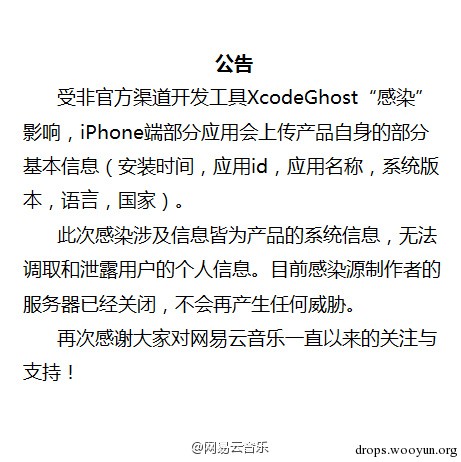 公告
受非官方渠道开发工具XcodeGhost“感染”
影响，iPhone端部分应用会上传产品自身的部分
基本信息（安装时间，应用id，应用名称，系统版
本，语言，国家）。
此次感染涉及信息皆为产品的系统信息，无法
调取和泄露用户的个人信息。目前感染源制作者的
服务器已经关闭，不会再产生任何威胁。
再次感谢大家对网易云音乐一直以来的关注与
支持！
@网易云音乐
drops.wooyun.org